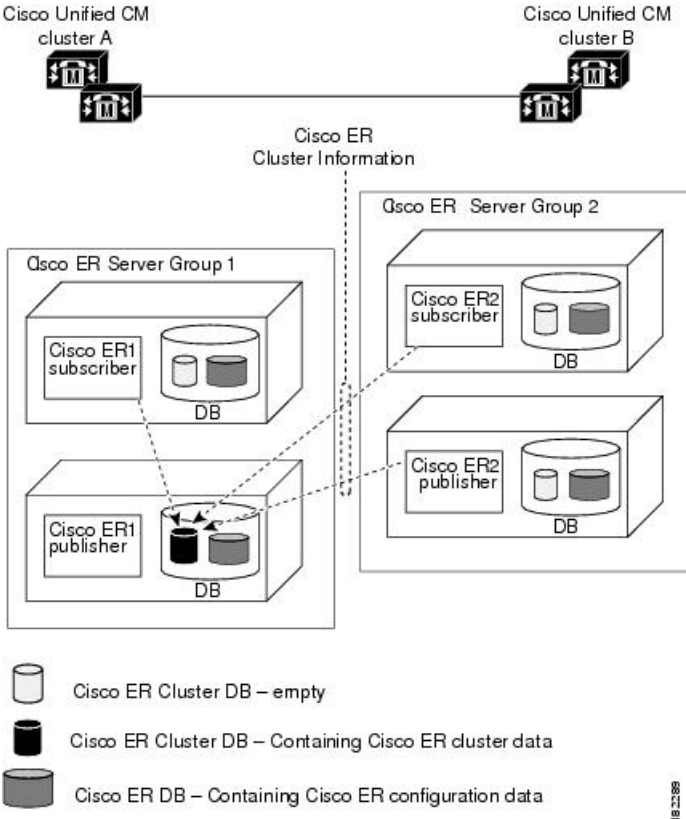 Cisco Unified CM
cluster A
Cisco Unified CM
cluster B
M
M
M
M
Cisco ER
Cluster Information
Cisco ER Server Group 2
Cisco ER Server Group 1
Cisco ER2
subscriber
DB
Cisco ER1
subscriber
DB
Cisco ER2
publisher
DB
Cisco ER1
publisher
DB
Cisco ER Cluster DB – empty
Cisco ER Cluster DB – Containing Cisco ER cluster data
Cisco ER DB – Containing Cisco ER configuration data
182289